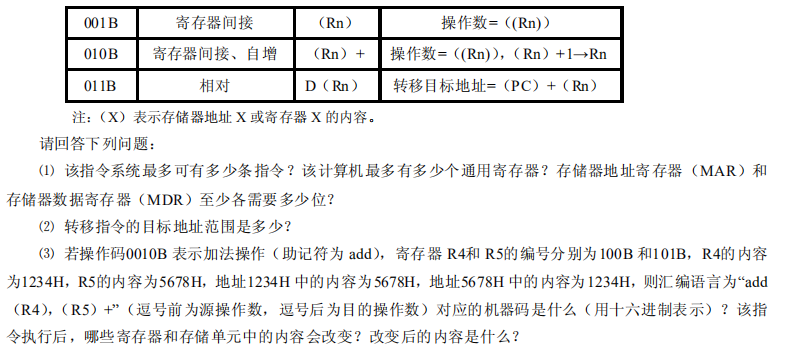 001B 寄存器间接 (Rn) 操作数=((Rn))
010B 寄存器间接、自增 (Rn)+ 操作数=((Rn)),(Rn)+1→Rn
011B 相对 D(Rn) 转移目标地址=(PC)+(Rn)
注:(X)表示存储器地址 X 或寄存器 X 的内容。
请回答下列问题:
⑴ 该指令系统最多可有多少条指令?该计算机最多有多少个通用寄存器?存储器地址寄存器(MAR)和
存储器数据寄存器(MDR)至少各需要多少位?
⑵ 转移指令的目标地址范围是多少?
⑶ 若操作码0010B 表示加法操作(助记符为 add),寄存器 R4和 R5的编号分别为100B 和101B,R4的内容
为1234H,R5的内容为5678H,地址1234H 中的内容为5678H,地址5678H 中的内容为1234H,则汇编语言为“add
(R4),(R5)+”(逗号前为源操作数,逗号后为目的操作数)对应的机器码是什么(用十六进制表示)?该指
令执行后,哪些寄存器和存储单元中的内容会改变?改变后的内容是什么?